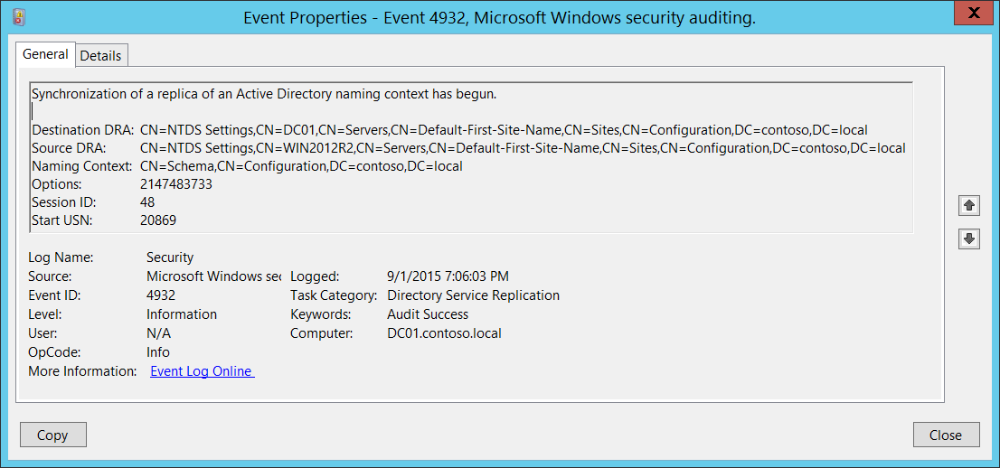 Event Properties - Event 4932, Microsoft Windows security auditing.
General Details
Synchronization of a replica of an Active Directory naming context has begun.
Destination DRA: CN=NTDS Settings,CN=DC01,CN=Servers,CN=Default-First-Site-Name,CN=Sites,CN=Configuration,DC=contoso,DC=local
Source DRA: CN=NTDS Settings,CN=WIN2012R2,CN=Servers,CN=Default-First-Site-Name,CN=Sites,CN=Configuration,DC=contoso,DC=local
Naming Context: CN=Schema,CN=Configuration,DC=contoso,DC=local
Options: 2147483733
Session ID: 48
Start USN: 20869
Log Name: Security
Source: Microsoft Windows sec Logged: 9/1/2015 7:06:03 PM
Event ID: 4932 Task Category: Directory Service Replication
Level: Information Keywords: Audit Success
User: N/A Computer: DC01.contoso.local
OpCode: Info
More Information: Event Log Online
Copy Close